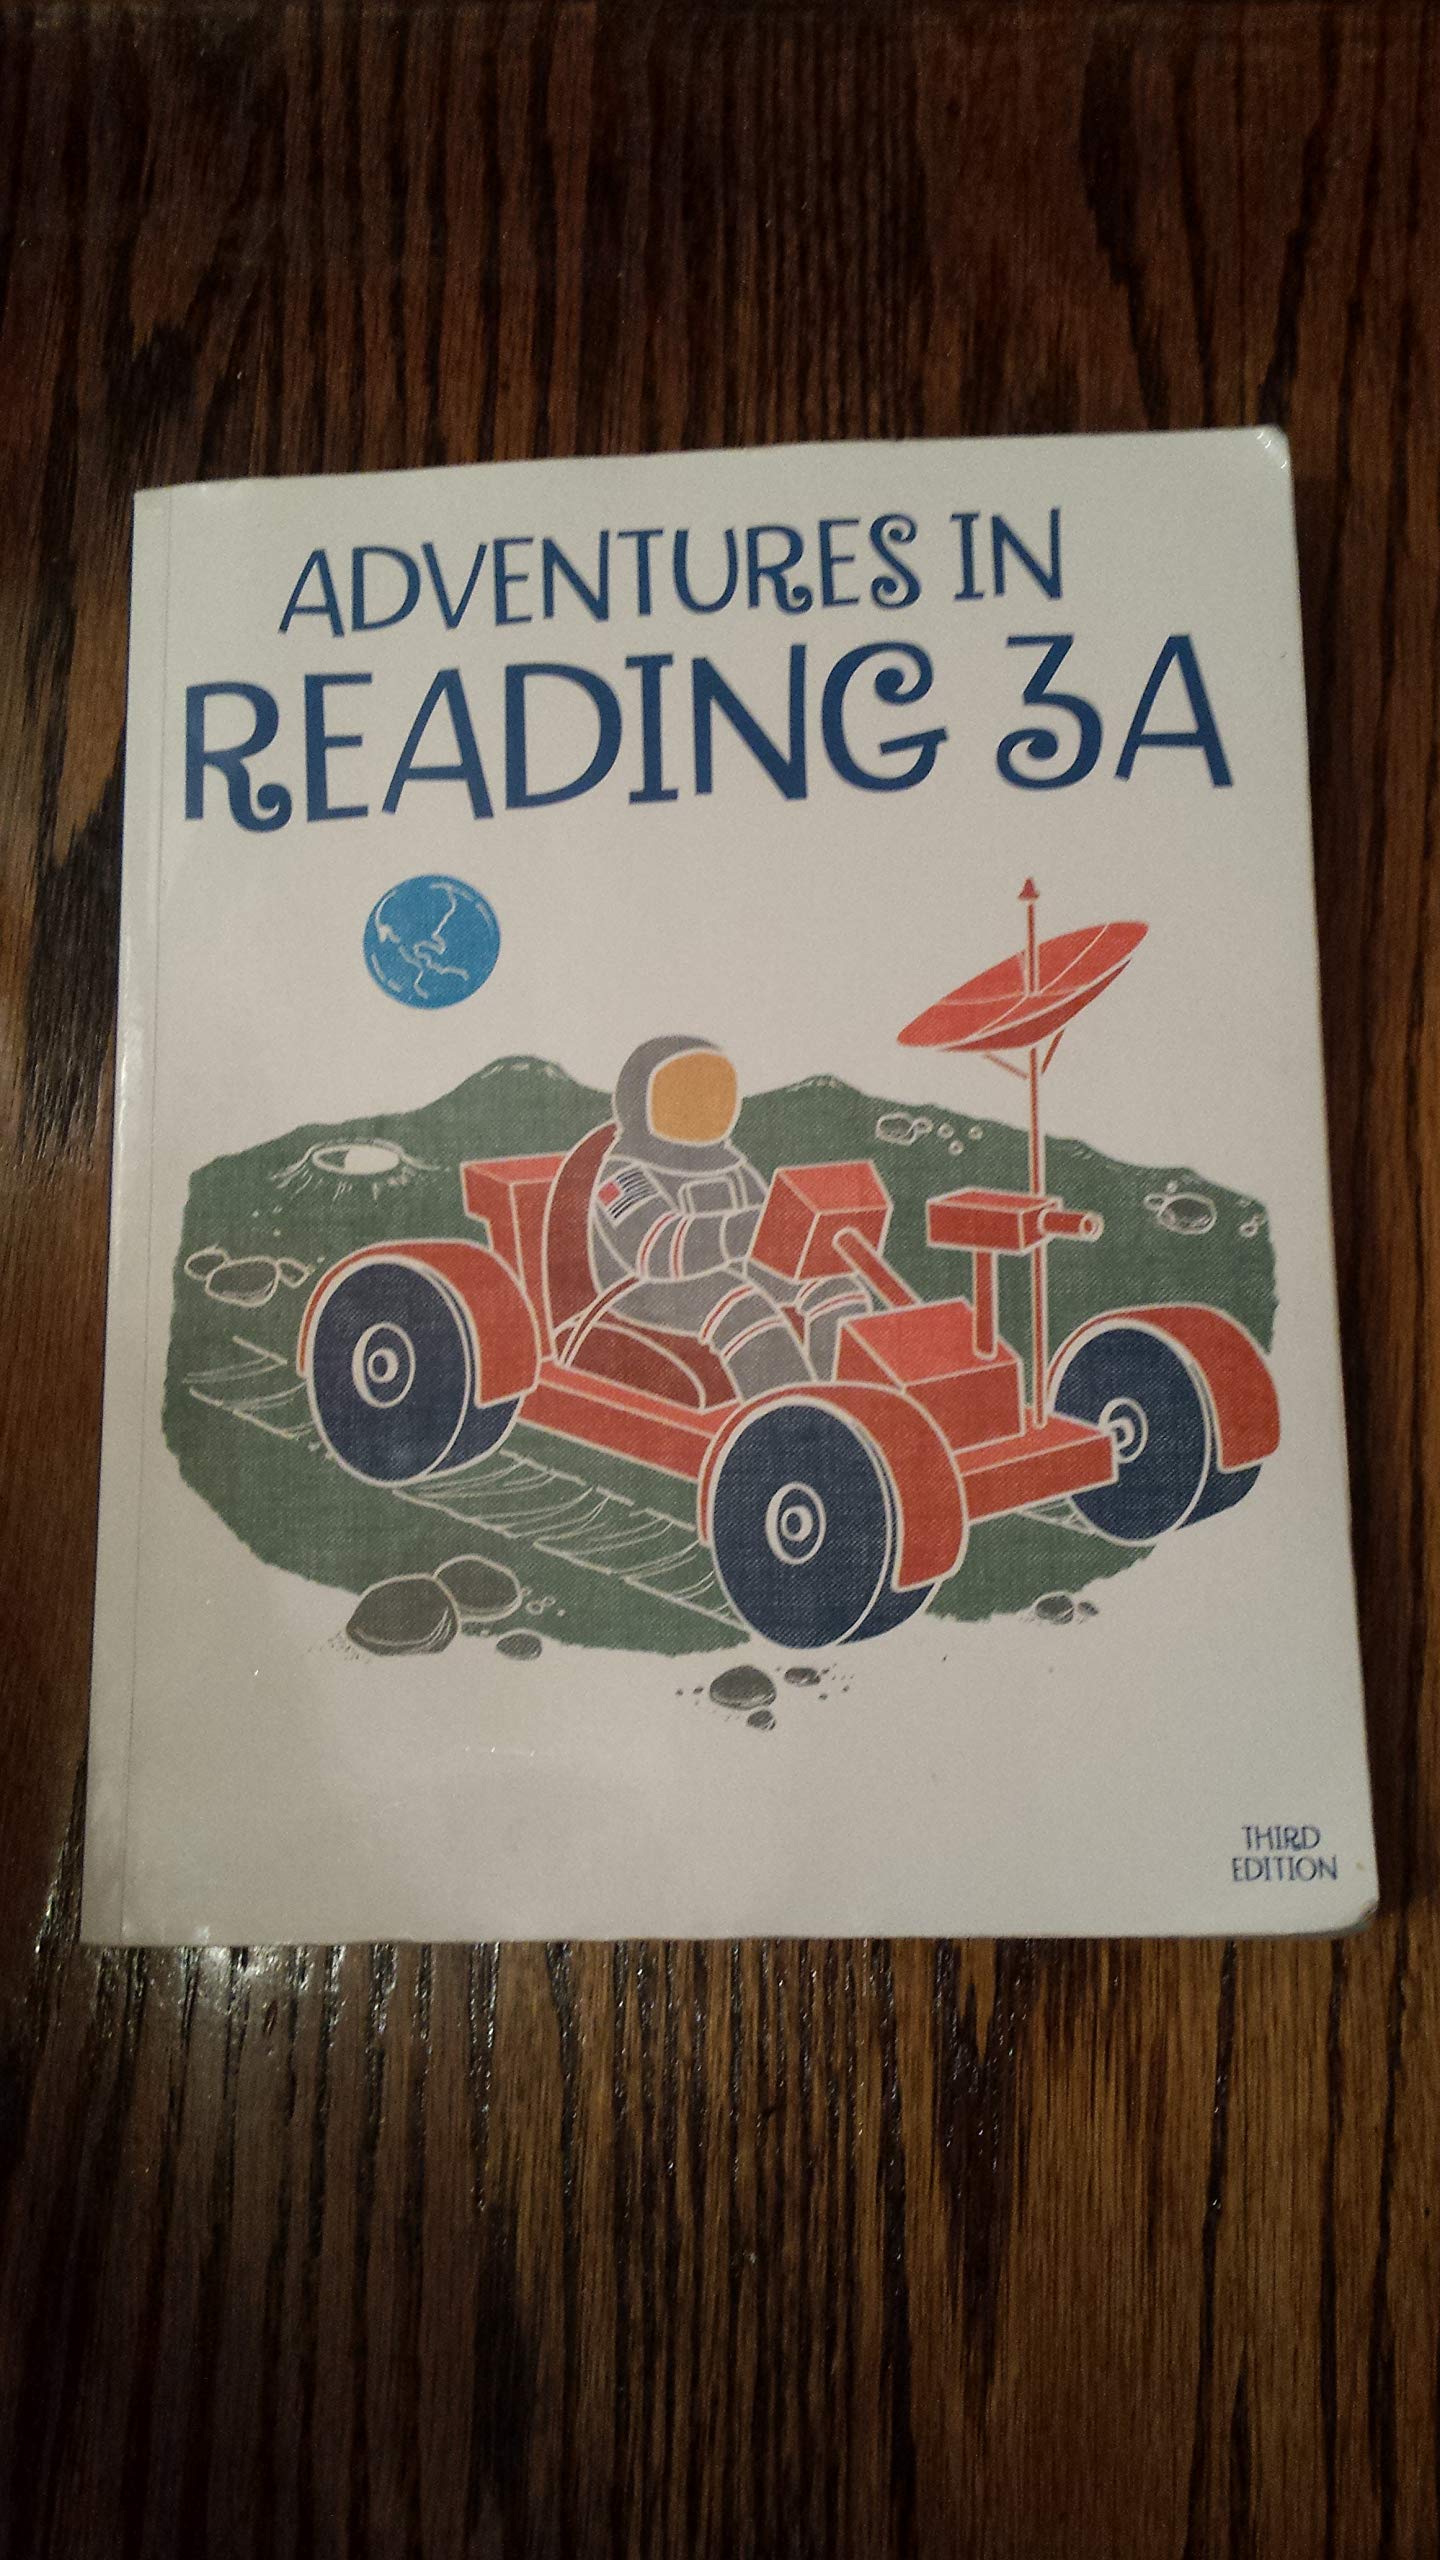 ADVENTURES IN
READING 3A
THIRD
EDITION